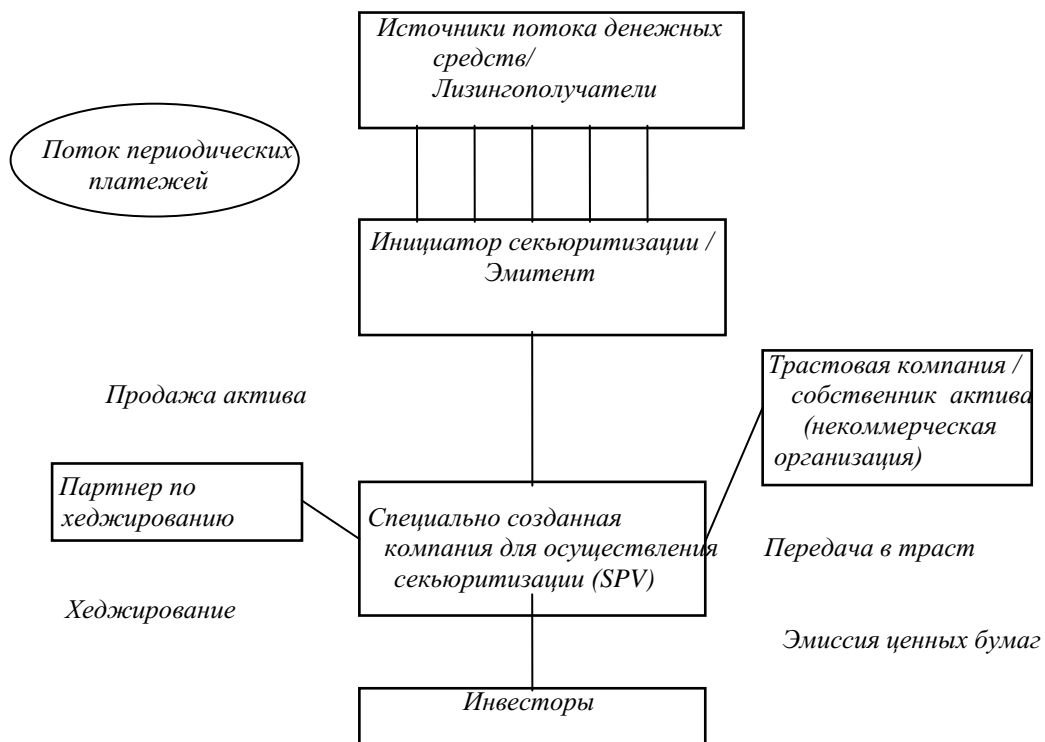 Источники потока денежных
средств/
Лизингополучатели
Поток периодических
платежей
Инициатор секьюритизации /
Эмитент
Продажа актива
Трастовая компания /
собственник актива
(некоммерческая
организация)
Партнер по
хеджированию
Специально созданная
компания для осуществления
секьюритизации (SPV)
Передача в траст
Хеджирование
Эмиссия ценных бумаг
Инвесторы